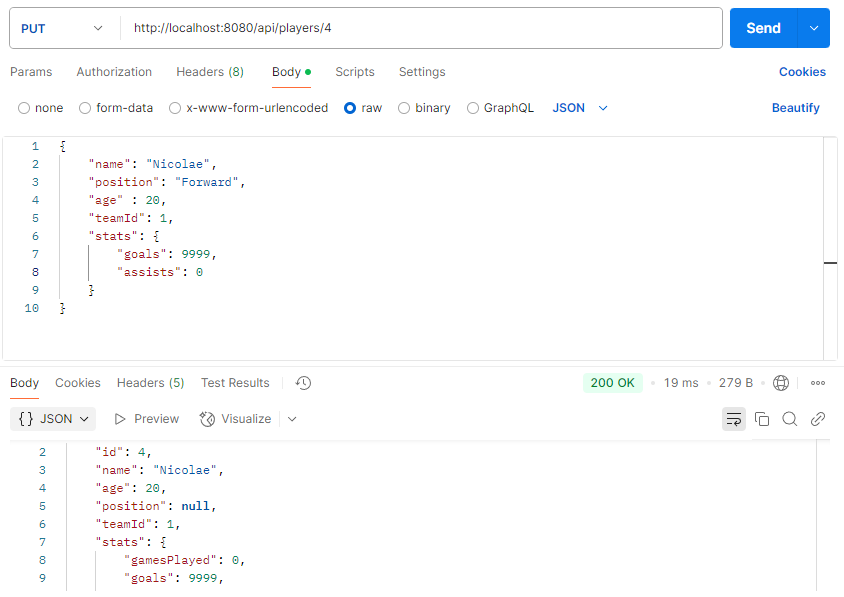 PUT http://localhost:8080/api/players/4 Send
Params Authorization Headers (8) Body Scripts Settings Cookies
none form-data x-www-form-urlencoded raw binary GraphQL JSON Beautify
1 {
2 "name": "Nicolae",
3 "position": "Forward",
4 "age" : 20,
5 "teamId": 1,
6 "stats": {
7 "goals": 9999,
8 "assists": 0
9 }
10 }
Body Cookies Headers (5) Test Results 200 OK 19 ms 279 B
{} JSON Preview Visualize
2 "id": 4,
3 "name": "Nicolae",
4 "age": 20,
5 "position": null,
6 "teamId": 1,
7 "stats": {
8 "gamesPlayed": 0,
9 "goals": 9999,